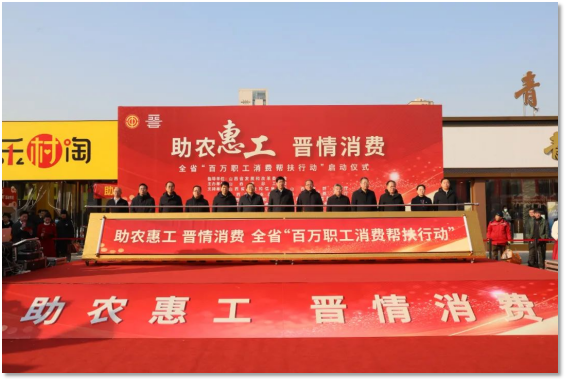 青
乐村淘
助农惠工 晋情消费
全省“百万职工消费帮扶行动”启动仪式
青
助农惠工 晋情消费 全省“百万职工消费帮扶行动”
助农惠工 晋情消费